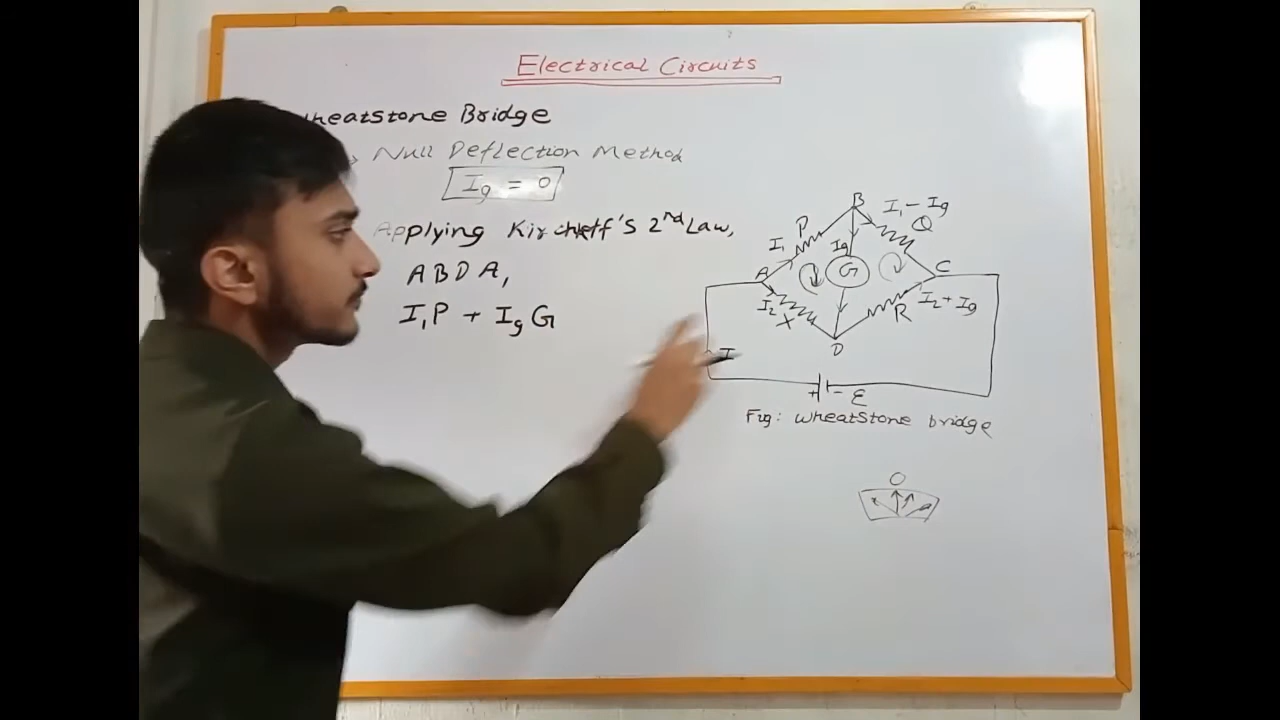 Electrical Circuits
heatstone Bridge
Null Deflection Method
Ig = 0
Applying Kirchoff's 2nd Law,
ABDA,
I1P + IgG
B
I1 - Ig
P
Q
I1
Ig
A
G
C
I2
X
R
I2 + Ig
D
I
+ - E
Fig: Wheatstone bridge
0